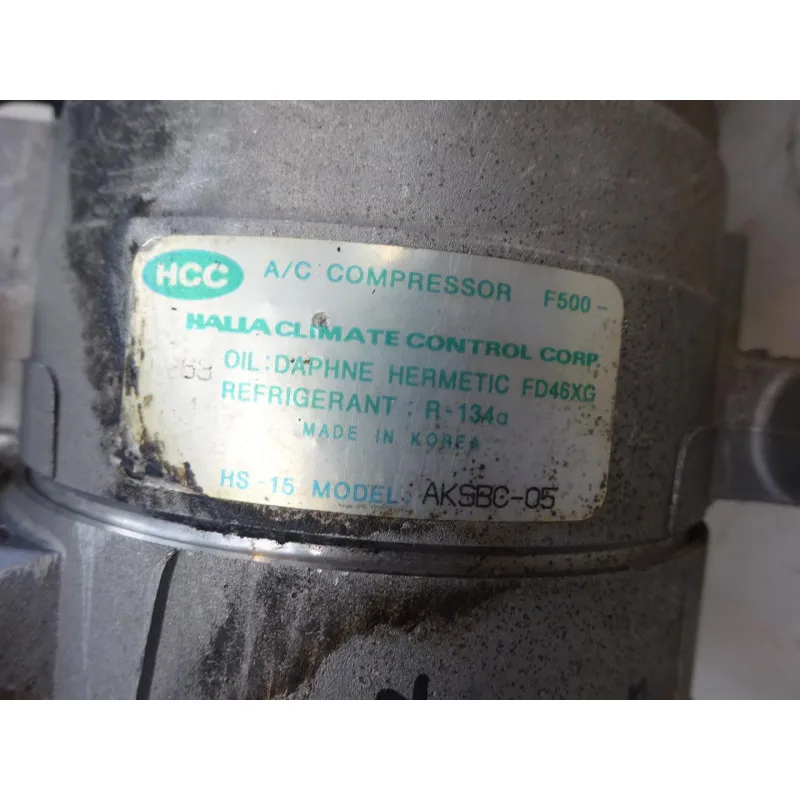 HCC A/C COMPRESSOR F500-
HALLA CLIMATE CONTROL CORP.
OIL : DAPHNE HERMETIC FD46XG
REFRIGERANT : R-134a
MADE IN KOREA
HS-15 MODEL: AKSBC-05